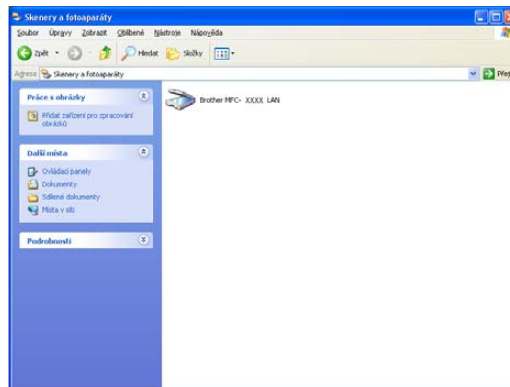 Skenery a fotoaparáty
Soubor Úpravy Zobrazit Oblíbené Nástroje Nápověda
Zpět Hledat Složky
Adresa Skenery a fotoaparáty
Práce s obrázky
Přidat zařízení pro zpracování
obrázků
Další místa
Ovládací panely
Dokumenty
Sdílené dokumenty
Místa v síti
Podrobnosti
Brother MFC- XXXX LAN